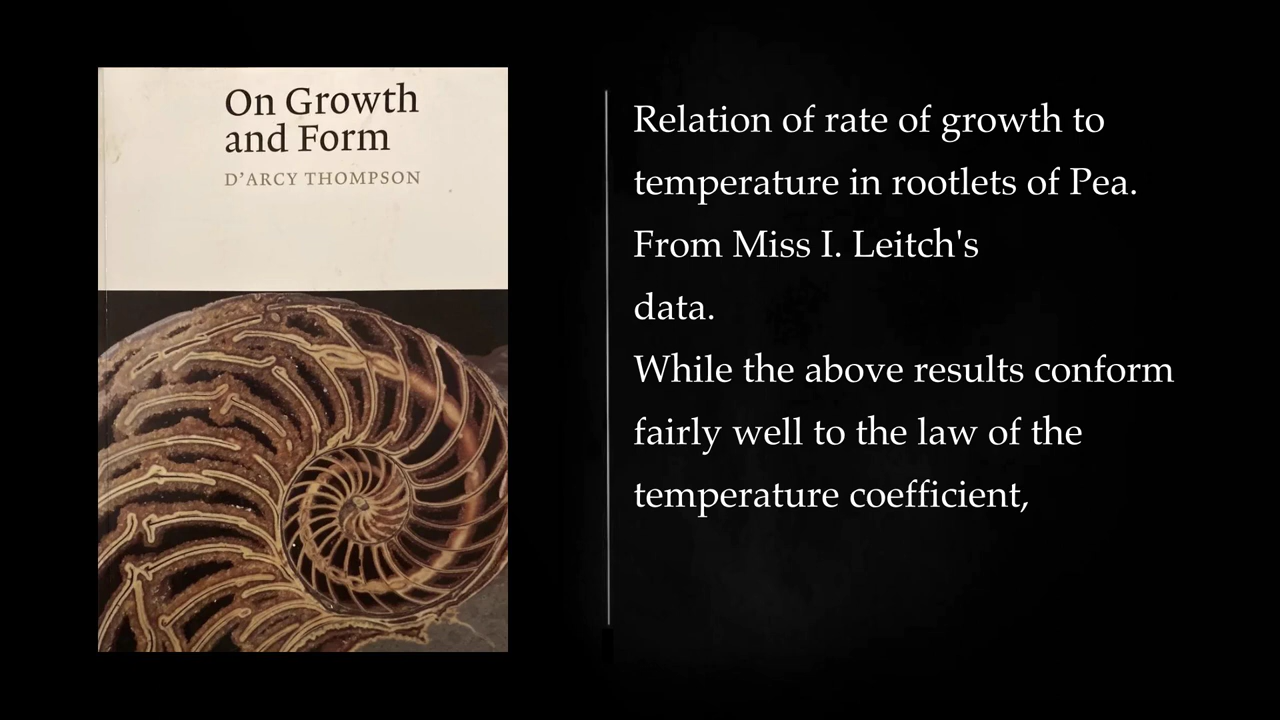 On Growth
and Form
D'ARCY THOMPSON
Relation of rate of growth to
temperature in rootlets of Pea.
From Miss I. Leitch's
data.
While the above results conform
fairly well to the law of the
temperature coefficient,